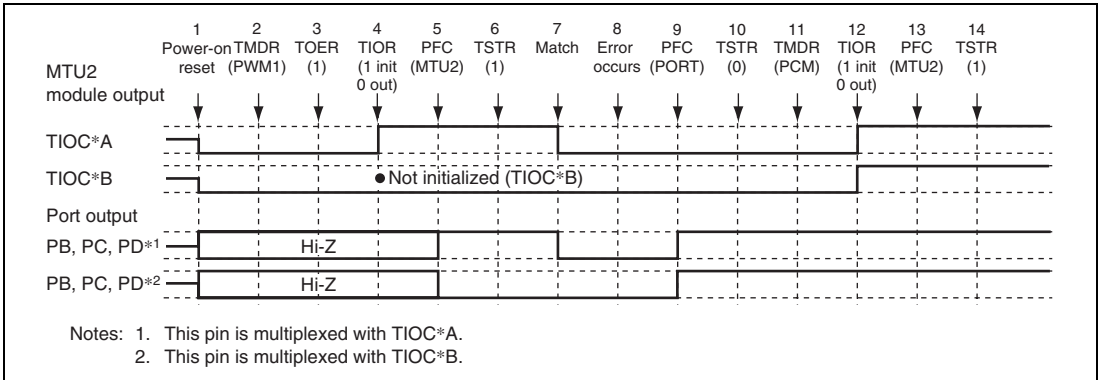 1 2 3 4 5 6 7 8 9 10 11 12 13 14
Power-on TMDR TOER TIOR PFC TSTR Match Error PFC TSTR TMDR TIOR PFC TSTR
reset (PWM1) (1) (1 init (MTU2) (1) occurs (PORT) (0) (PCM) (1 init (MTU2) (1)
0 out) 0 out)
MTU2
module output
TIOC*A
TIOC*B
Not initialized (TIOC*B)
Port output
PB, PC, PD*1
Hi-Z
PB, PC, PD*2
Hi-Z
Notes: 1. This pin is multiplexed with TIOC*A.
2. This pin is multiplexed with TIOC*B.